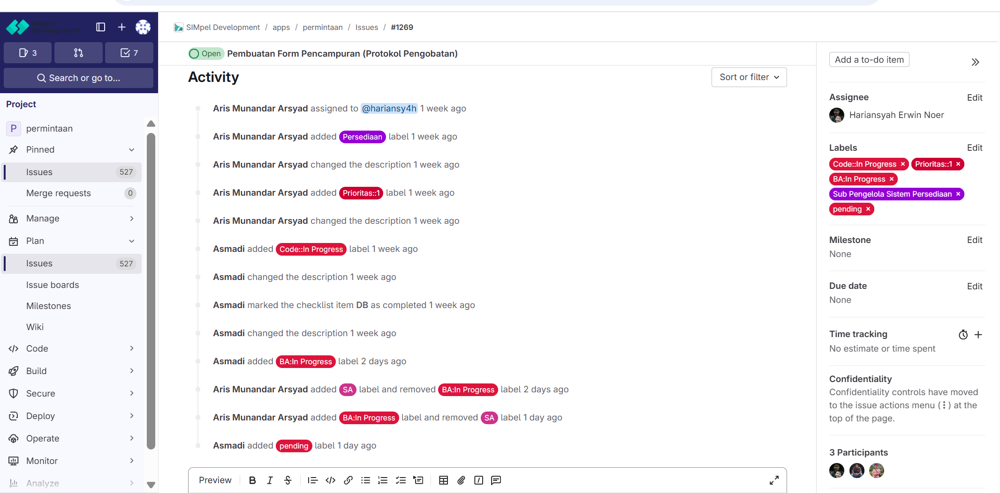 SIMpel Development / apps / permintaan / Issues / #1269
3
7
Search or go to...
Project
P permintaan
Pinned
Issues 527
Merge requests 0
Manage
Plan
Issues 527
Issue boards
Milestones
Wiki
Code
Build
Secure
Deploy
Operate
Monitor
Analyze
Open Pembuatan Form Pencampuran (Protokol Pengobatan)
Activity
Sort or filter
Aris Munandar Arsyad assigned to @hariansy4h 1 week ago
Aris Munandar Arsyad added Persediaan label 1 week ago
Aris Munandar Arsyad changed the description 1 week ago
Aris Munandar Arsyad added Prioritas::1 label 1 week ago
Aris Munandar Arsyad changed the description 1 week ago
Asmadi added Code::In Progress label 1 week ago
Asmadi changed the description 1 week ago
Asmadi marked the checklist item DB as completed 1 week ago
Asmadi changed the description 1 week ago
Asmadi added BA:In Progress label 2 days ago
Aris Munandar Arsyad added SA label and removed BA:In Progress label 2 days ago
Aris Munandar Arsyad added BA:In Progress label and removed SA label 1 day ago
Asmadi added pending label 1 day ago
Preview
Add a to-do item
Assignee Edit
Hariansyah Erwin Noer
Labels Edit
Code::In Progress × Prioritas::1 ×
BA:In Progress ×
Sub Pengelola Sistem Persediaan ×
pending ×
Milestone Edit
None
Due date Edit
None
Time tracking
No estimate or time spent
Confidentiality
Confidentiality controls have moved
to the issue actions menu (⋮) at the
top of the page.
3 Participants